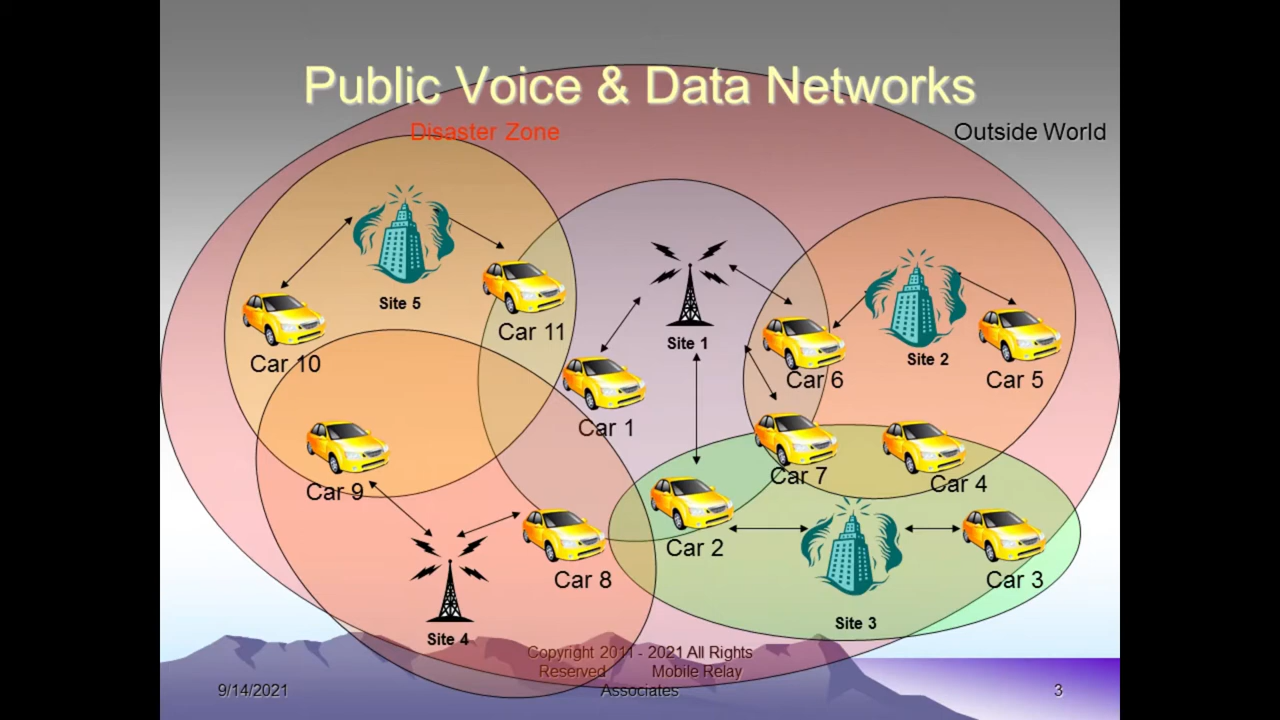 Public Voice & Data Networks
Disaster Zone
Outside World
Site 5
Car 11
Site 1
Site 2
Car 10
Car 6
Car 5
Car 1
Car 9
Car 7
Car 4
Car 2
Car 8
Car 3
Site 3
Site 4
Copyright 2011 - 2021 All Rights
Reserved Mobile Relay
Associates
9/14/2021
3